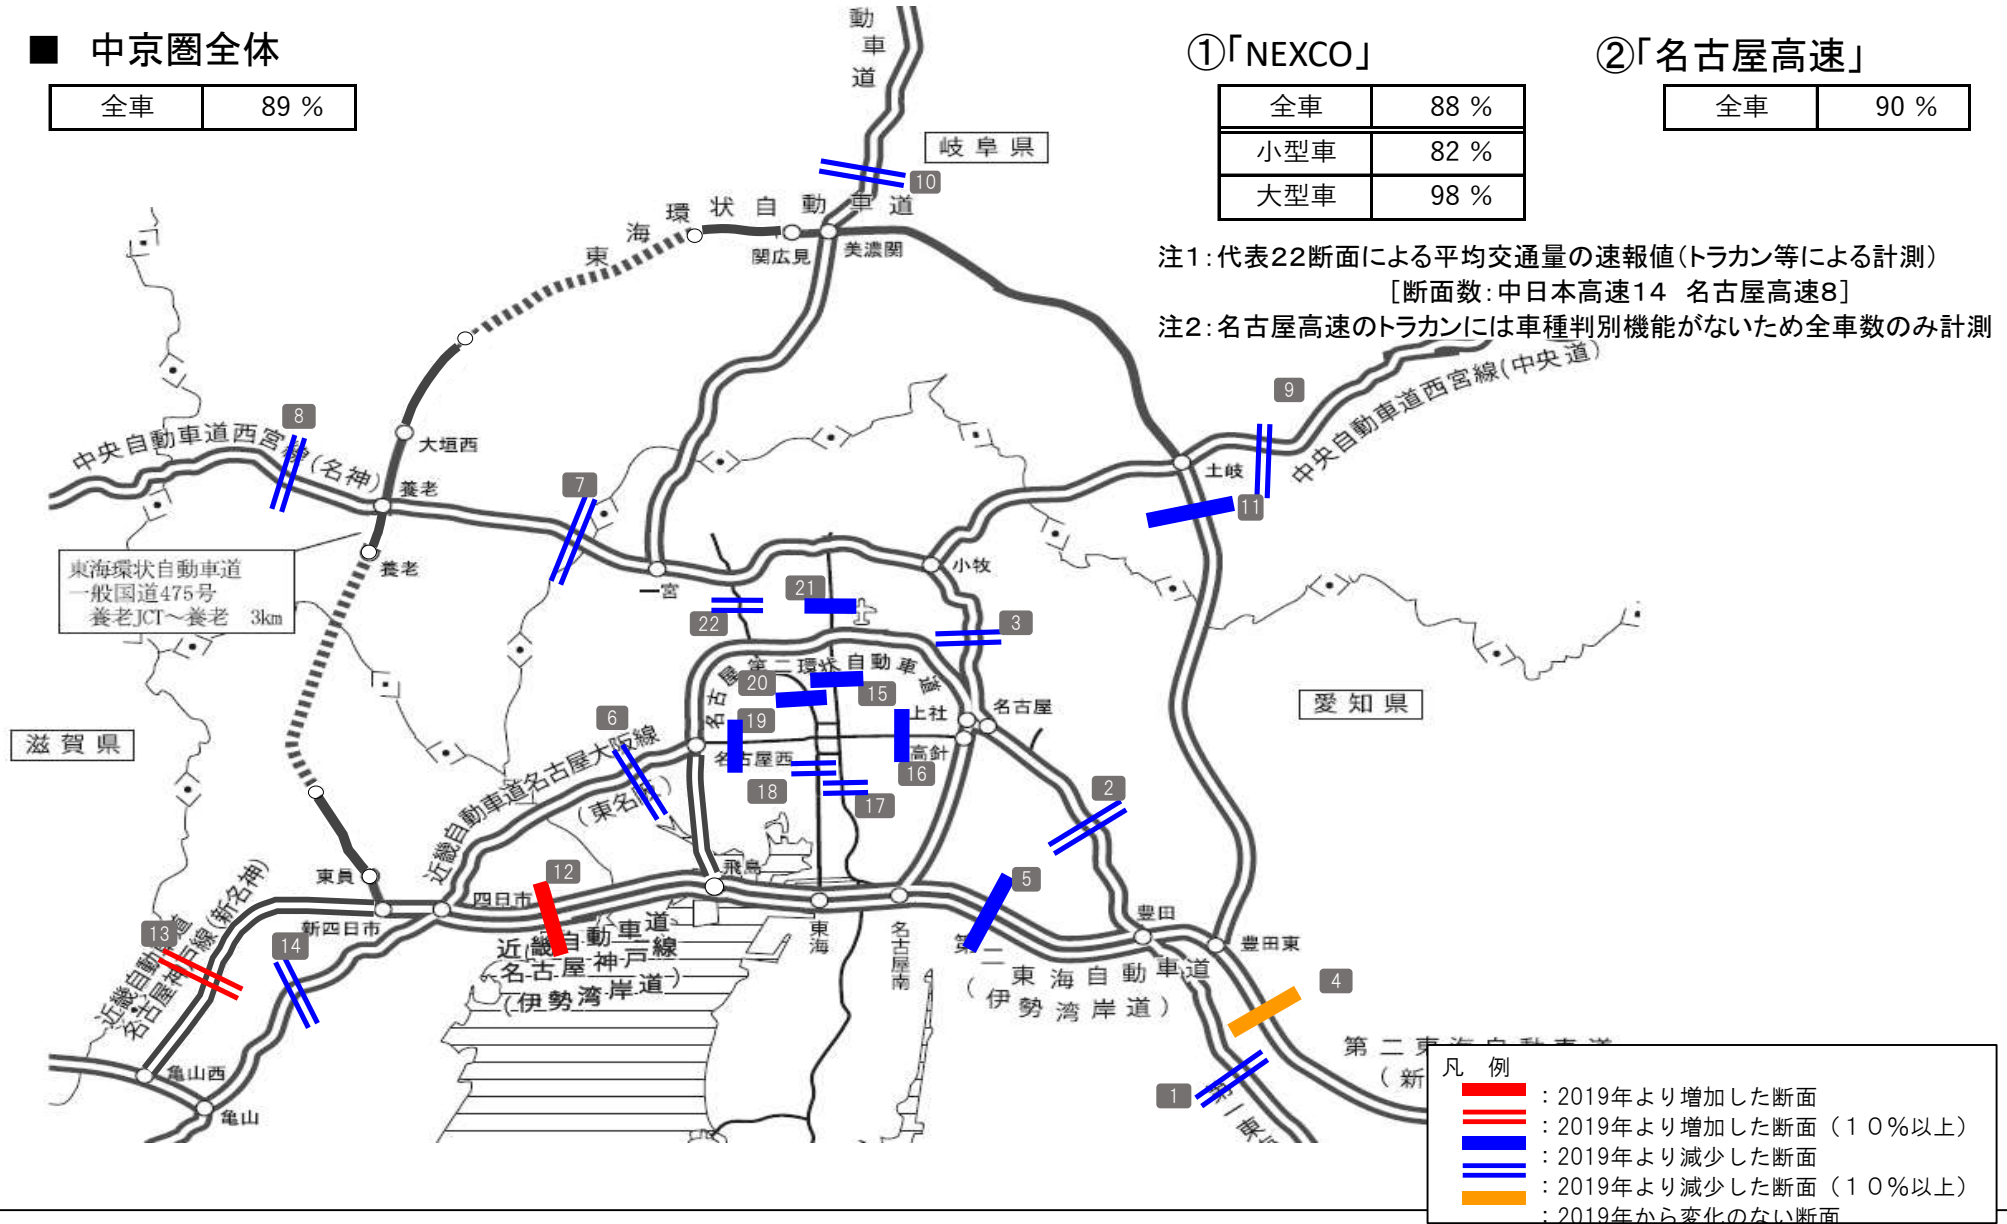 ■ 中京圏全体
全車 89 %
①「NEXCO」
全車 88 %
小型車 82 %
大型車 98 %
②「名古屋高速」
全車 90 %
注1：代表２２断面による平均交通量の速報値（トラカン等による計測）
［断面数：中日本高速１４ 名古屋高速８］
注2：名古屋高速のトラカンには車種判別機能がないため全車数のみ計測
動車道
岐阜県
10
東海環状自動車道
関広見
美濃関
9
中央自動車道西宮線(中央道)
8
中央自動車道西宮線(名神)
大垣西
養老
7
土岐
11
養老
東海環状自動車道
一般国道475号
養老JCT～養老 3km
一宮
小牧
21
22
3
名古屋第二環状自動車道
20
15
19
上社
名古屋
愛知県
滋賀県
6
名古屋西
高針
16
18
17
2
近畿自動車道名古屋大阪線
(東名阪)
飛島
12
5
東員
四日市
新四日市
東海
名古屋南
豊田
豊田東
13
14
近畿自動車道
名古屋神戸線(新名神)
近畿自動車道
名古屋神戸線
(伊勢湾岸道)
第二東海自動車道
(伊勢湾岸道)
4
第二東海自動車道
(新
1
第一東
亀山西
亀山
凡 例
：2019年より増加した断面
：2019年より増加した断面（１０％以上）
：2019年より減少した断面
：2019年より減少した断面（１０％以上）
：2019年から変化のない断面